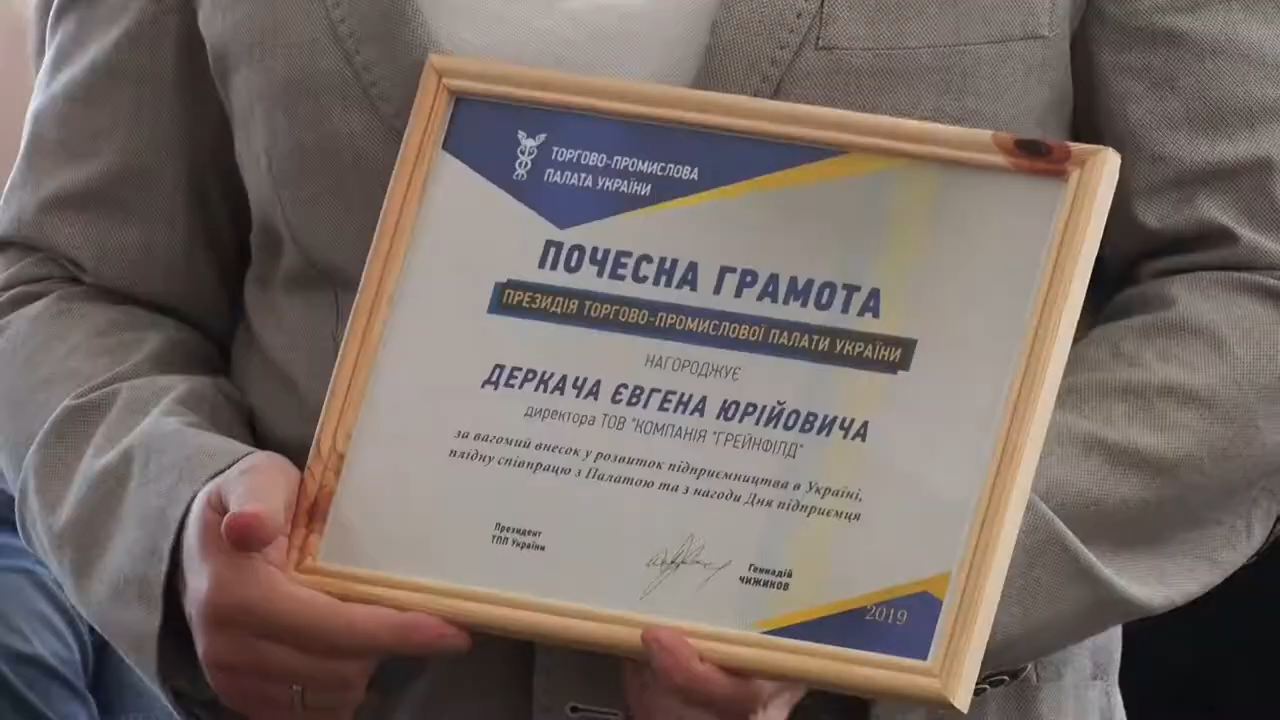 ТОРГОВО-ПРОМИСЛОВА
ПАЛАТА УКРАЇНИ
ПОЧЕСНА ГРАМОТА
ПРЕЗИДІЯ ТОРГОВО-ПРОМИСЛОВОЇ ПАЛАТИ УКРАЇНИ
НАГОРОДЖУЄ
ДЕРКАЧА ЄВГЕНА ЮРІЙОВИЧА
директора ТОВ "КОМПАНІЯ "ГРЕЙНФІЛД"
за вагомий внесок у розвиток підприємництва в Україні,
плідну співпрацю з Палатою та з нагоди Дня підприємця
Президент
ТПП України
Геннадій
ЧИЖИКОВ
2019